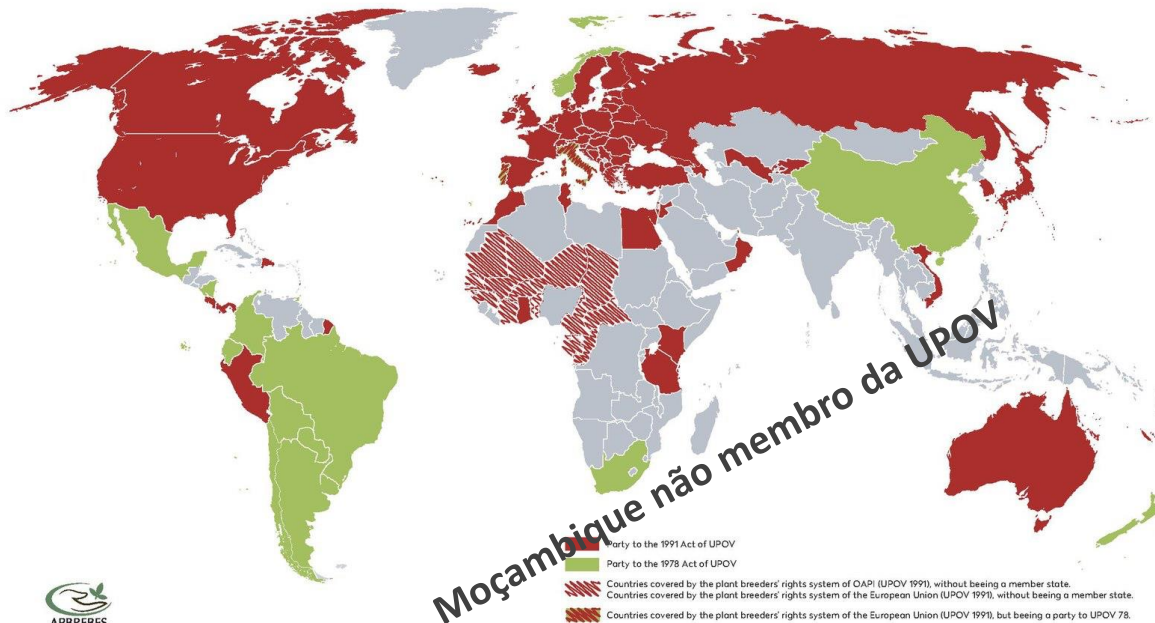 Moçambique não membro da UPOV
Party to the 1991 Act of UPOV
Party to the 1978 Act of UPOV
Countries covered by the plant breeders' rights system of OAPI (UPOV 1991), without beeing a member state.
Countries covered by the plant breeders' rights system of the European Union (UPOV 1991), without beeing a member state.
Countries covered by the plant breeders' rights system of the European Union (UPOV 1991), but beeing a party to UPOV 78.
APBREBES